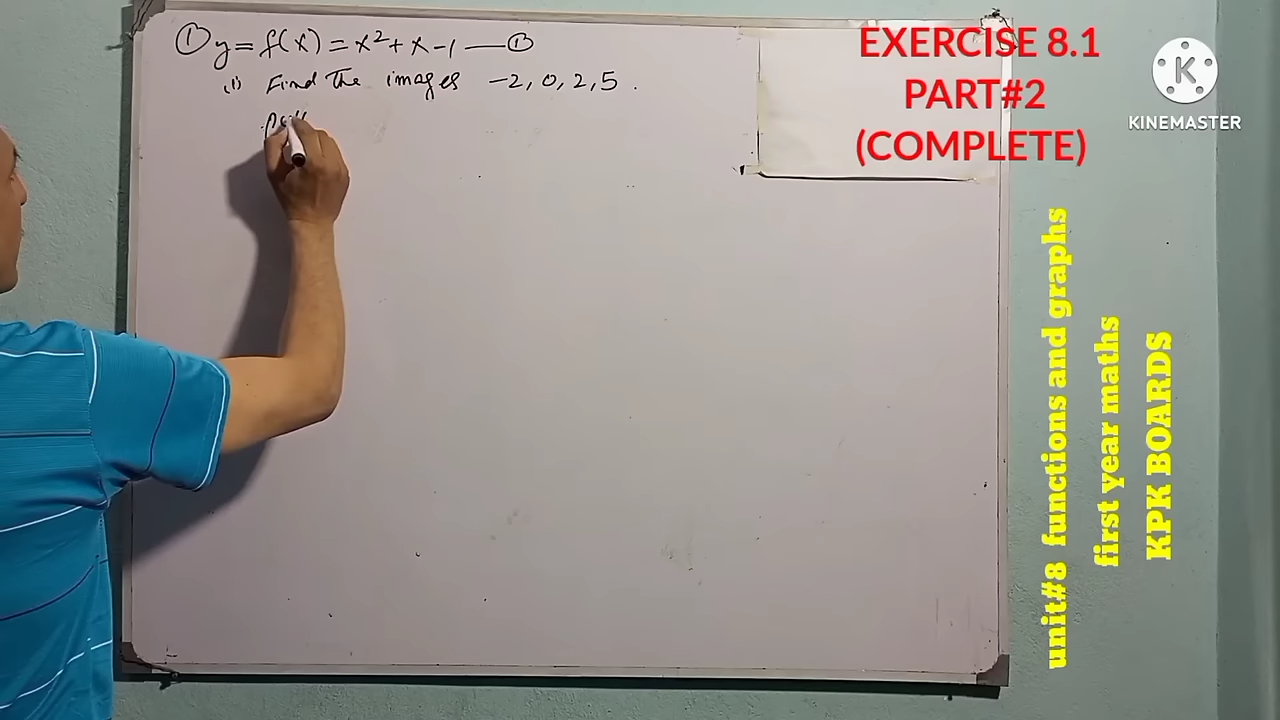 ① y = f(x) = x² + x - 1 — ①
(i) Find The images -2, 0, 2, 5 .
EXERCISE 8.1
PART#2
(COMPLETE)
K
KINEMASTER
unit#8 functions and graphs
first year maths
KPK BOARDS